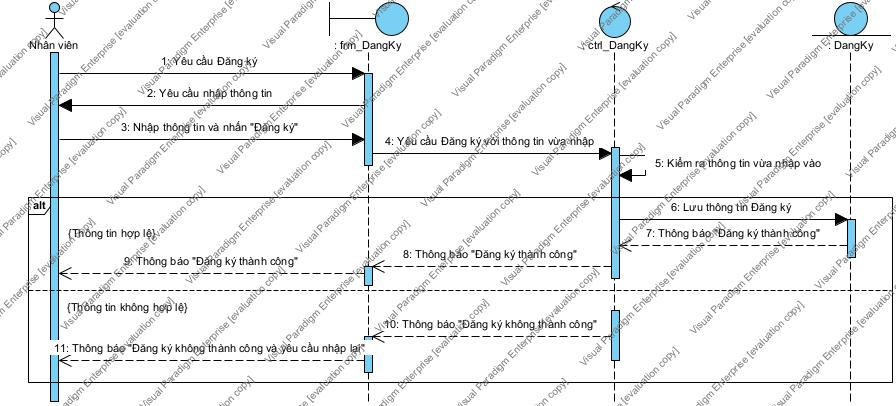 Nhân viên
: frm_DangKy
ctrl_DangKy
: DangKy
1: Yêu cầu Đăng ký
2: Yêu cầu nhập thông tin
3: Nhập thông tin và nhấn "Đăng ký"
4: Yêu cầu Đăng ký với thông tin vừa nhập
5: Kiểm ra thông tin vừa nhập vào
alt
6: Lưu thông tin Đăng ký
{Thông tin hợp lệ}
7: Thông báo "Đăng ký thành công"
8: Thông báo "Đăng ký thành công"
9: Thông báo "Đăng ký thành công"
{Thông tin không hợp lệ}
10: Thông báo "Đăng ký không thành công"
11: Thông báo "Đăng ký không thành công và yêu cầu nhập lại"
Visual Paradigm Enterprise [evaluation copy]